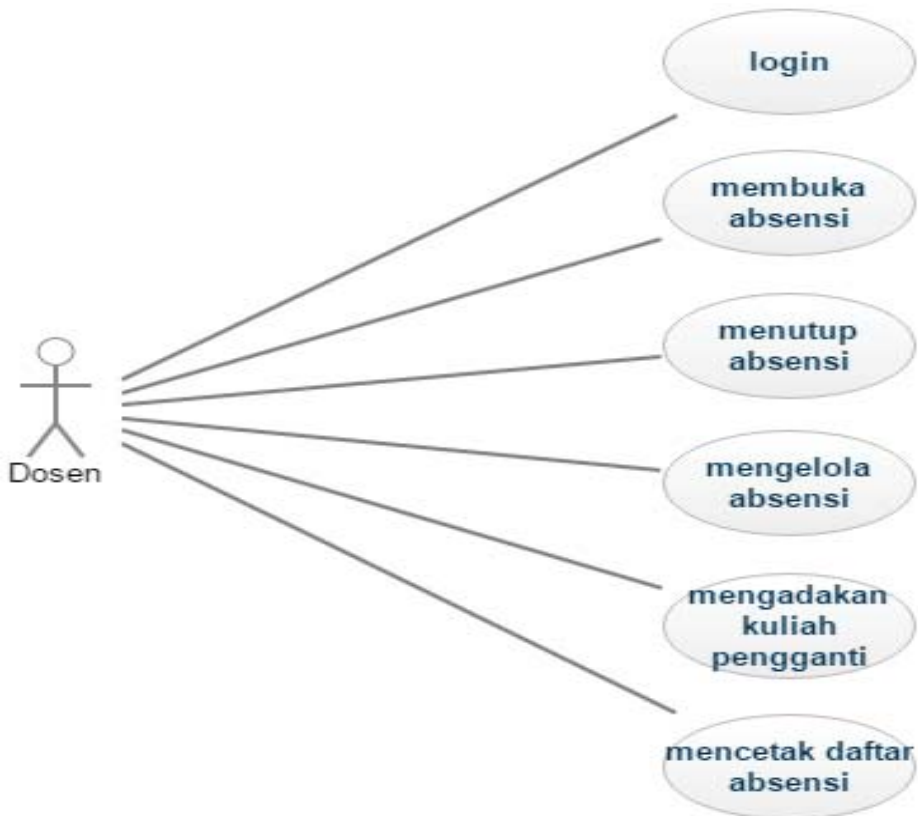 login
membuka
absensi
menutup
absensi
Dosen
mengelola
absensi
mengadakan
kuliah
pengganti
mencetak daftar
absensi